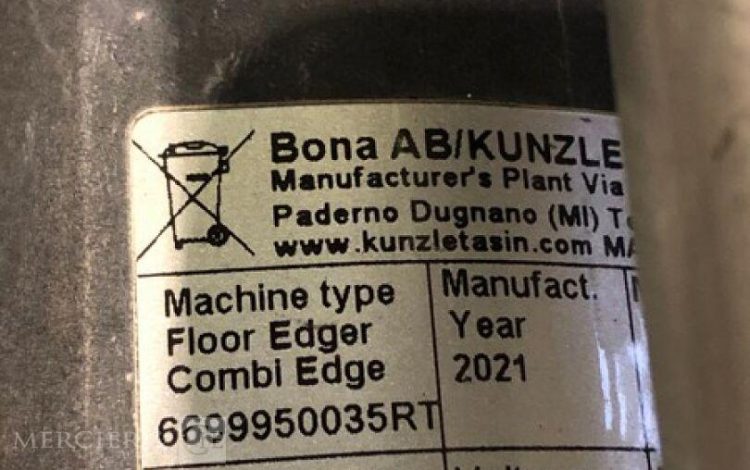 Bona AB/KUNZLE
Manufacturer's Plant Via
Paderno Dugnano (MI)
www.kunzletasin.com
Machine type
Floor Edger
Combi Edge
6699950035RT
Manufact.
Year
2021